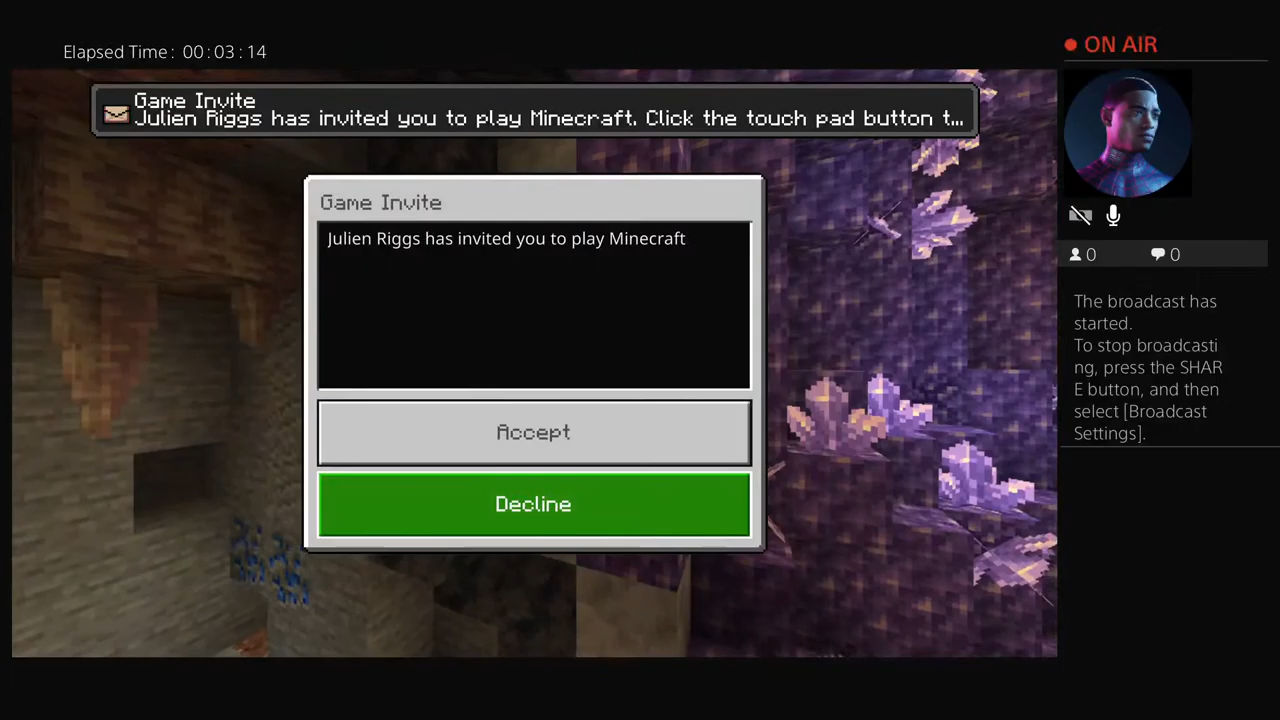 Elapsed Time: 00:03:14
ON AIR
Game Invite
Julien Riggs has invited you to play Minecraft. Click the touch pad button t...
Game Invite
Julien Riggs has invited you to play Minecraft
Accept
Decline
0 0
The broadcast has
started.
To stop broadcasti
ng, press the SHAR
E button, and then
select [Broadcast
Settings].